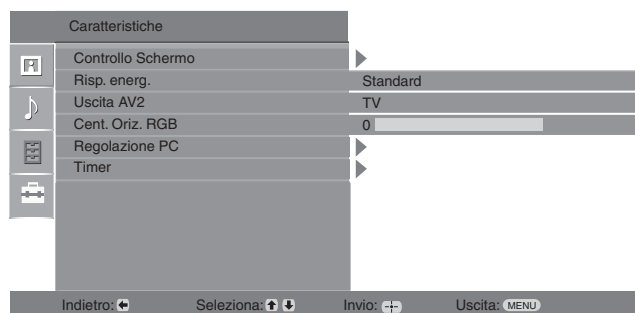 Caratteristiche
Controllo Schermo
Risp. energ. Standard
Uscita AV2 TV
Cent. Oriz. RGB 0
Regolazione PC
Timer
Indietro: Seleziona: Invio: Uscita: MENU